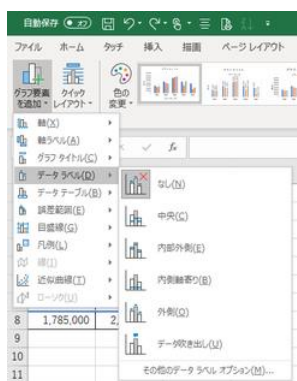 自動保存 オフ
ファイル ホーム タッチ 挿入 描画 ページ レイアウト
グラフ要素を追加 クイックレイアウト 色の変更
軸(X)
軸ラベル(A)
グラフ タイトル(C)
データ ラベル(D)
データ テーブル(B)
誤差範囲(E)
目盛線(G)
凡例(L)
線(I)
近似曲線(T)
ローソク(U)
fx
なし(N)
中央(C)
内部外側(E)
内側軸寄り(B)
外側(O)
データ吹き出し(U)
その他のデータ ラベル オプション(M)...
8 1,785,000 2,
9
10
11